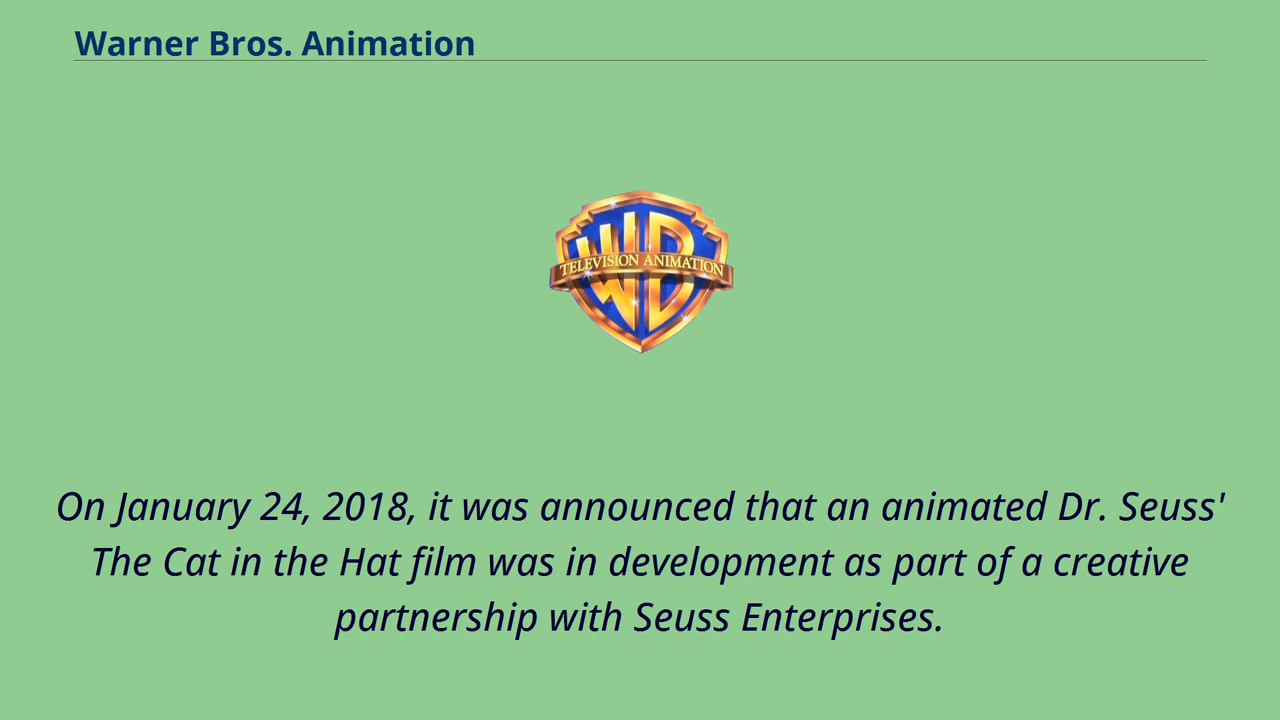 Warner Bros. Animation
WB
TELEVISION ANIMATION
On January 24, 2018, it was announced that an animated Dr. Seuss'
The Cat in the Hat film was in development as part of a creative
partnership with Seuss Enterprises.